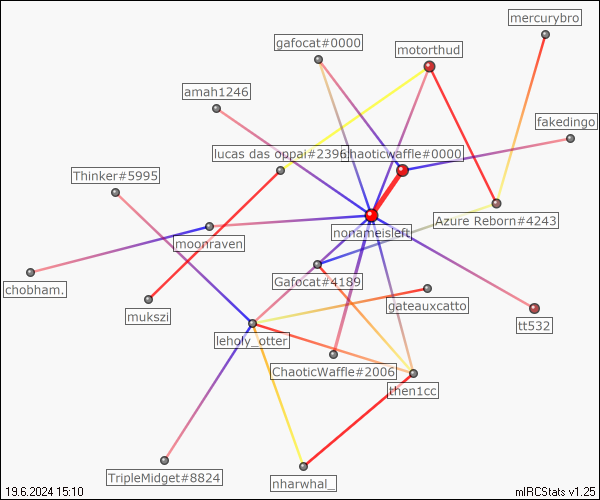 mercurybro
gafocat#0000
motorthud
amah1246
fakedingo
lucas das oppai#2396
haoticwaffle#0000
Thinker#5995
Azure Reborn#4243
nonameisleft
moonraven
chobham.
Gafocat#4189
gateauxcatto
mukszi
tt532
leholy_otter
ChaoticWaffle#2006
then1cc
TripleMidget#8824
nharwhal_
19.6.2024 15:10
mIRCStats v1.25